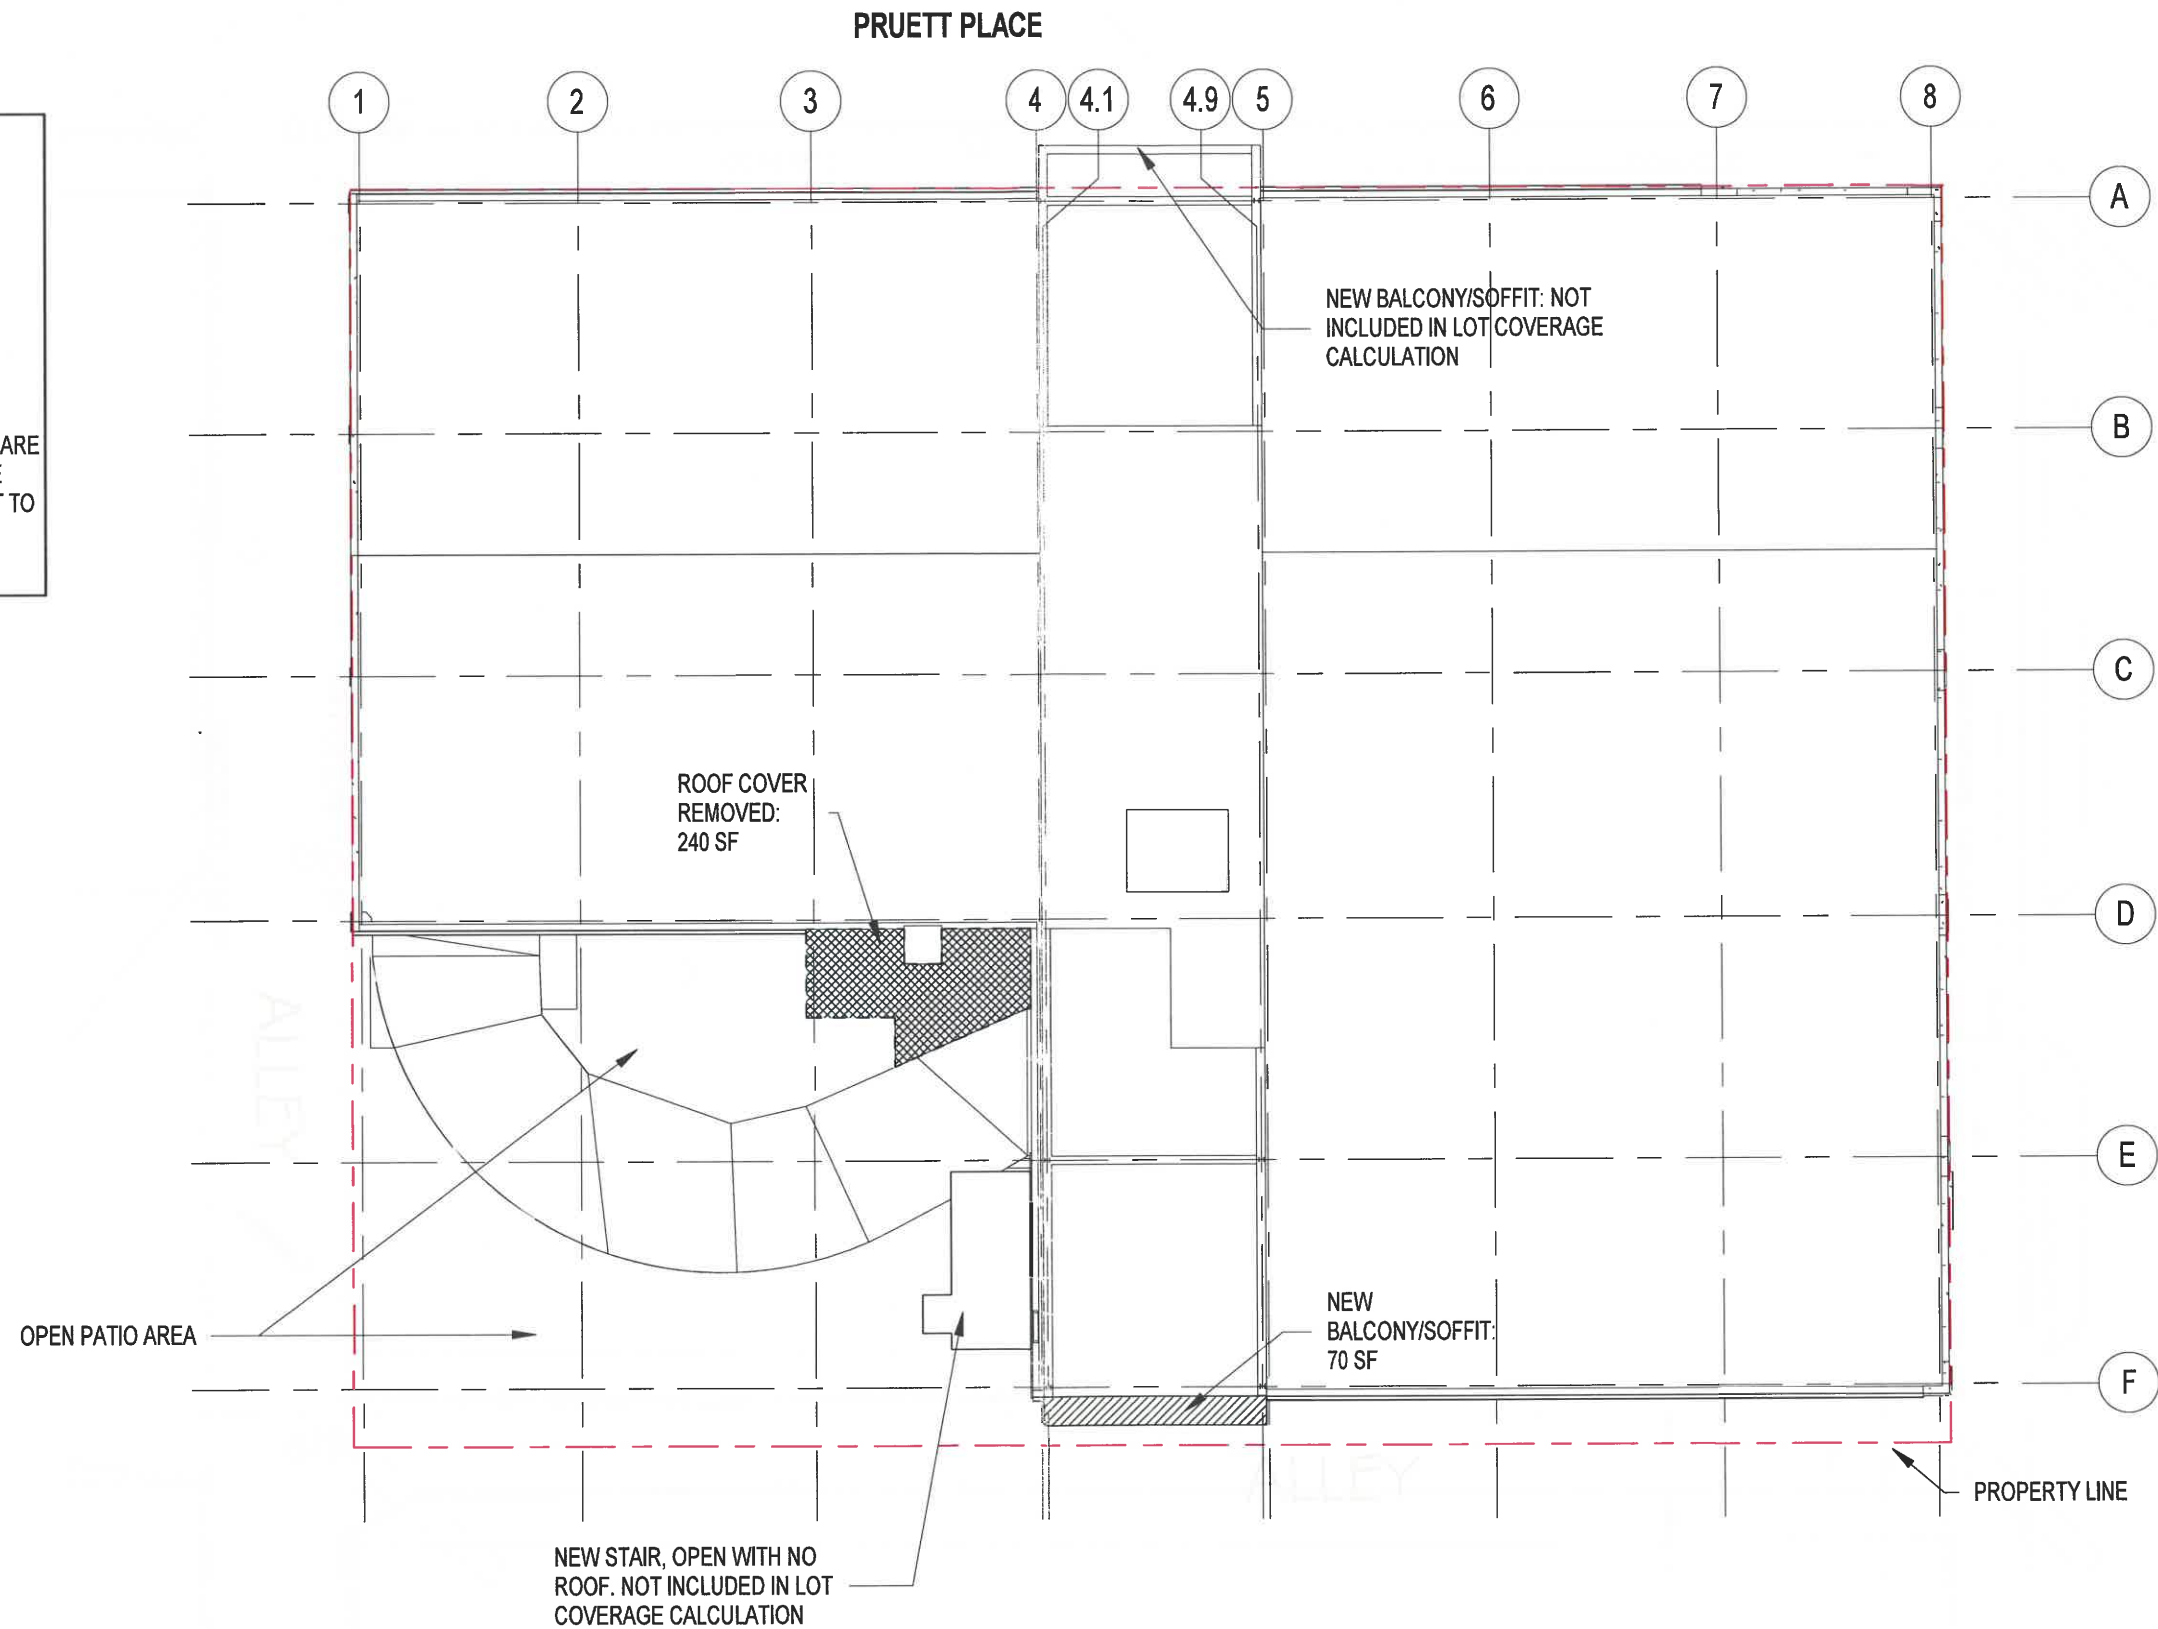 PRUETT PLACE
1
2
3
4
4.1
4.9
5
6
7
8
A
B
C
D
E
F
ARE
T TO
NEW BALCONY/SOFFIT: NOT
INCLUDED IN LOT COVERAGE
CALCULATION
ROOF COVER
REMOVED:
240 SF
ALLEY
OPEN PATIO AREA
NEW
BALCONY/SOFFIT:
70 SF
ALLEY
PROPERTY LINE
NEW STAIR, OPEN WITH NO
ROOF. NOT INCLUDED IN LOT
COVERAGE CALCULATION